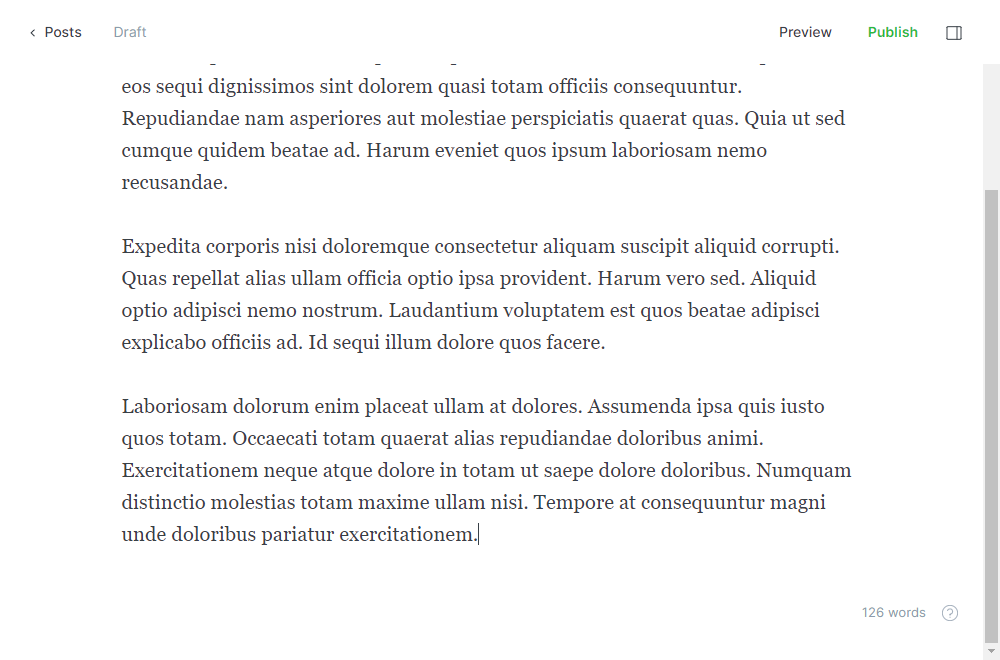 Posts
Draft
Preview
Publish
eos sequi dignissimos sint dolorem quasi totam officiis consequuntur.
Repudiandae nam asperiores aut molestiae perspiciatis quaerat quas. Quia ut sed
cumque quidem beatae ad. Harum eveniet quos ipsum laboriosam nemo
recusandae.
Expedita corporis nisi doloremque consectetur aliquam suscipit aliquid corrupti.
Quas repellat alias ullam officia optio ipsa provident. Harum vero sed. Aliquid
optio adipisci nemo nostrum. Laudantium voluptatem est quos beatae adipisci
explicabo officiis ad. Id sequi illum dolore quos facere.
Laboriosam dolorum enim placeat ullam at dolores. Assumenda ipsa quis iusto
quos totam. Occaecati totam quaerat alias repudiandae doloribus animi.
Exercitationem neque atque dolore in totam ut saepe dolore doloribus. Numquam
distinctio molestias totam maxime ullam nisi. Tempore at consequuntur magni
unde doloribus pariatur exercitationem.
126 words
?